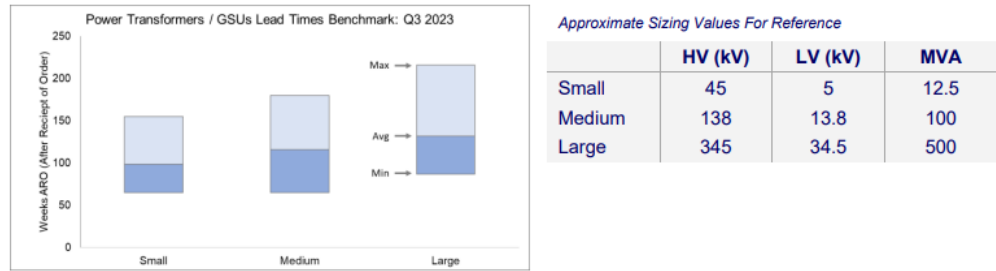 Power Transformers / GSUs Lead Times Benchmark: Q3 2023
Weeks ARO (After Reciept of Order)
250
200
150
100
50
0
Max
Avg
Min
Small Medium Large
Approximate Sizing Values For Reference
HV (kV) LV (kV) MVA
Small 45 5 12.5
Medium 138 13.8 100
Large 345 34.5 500